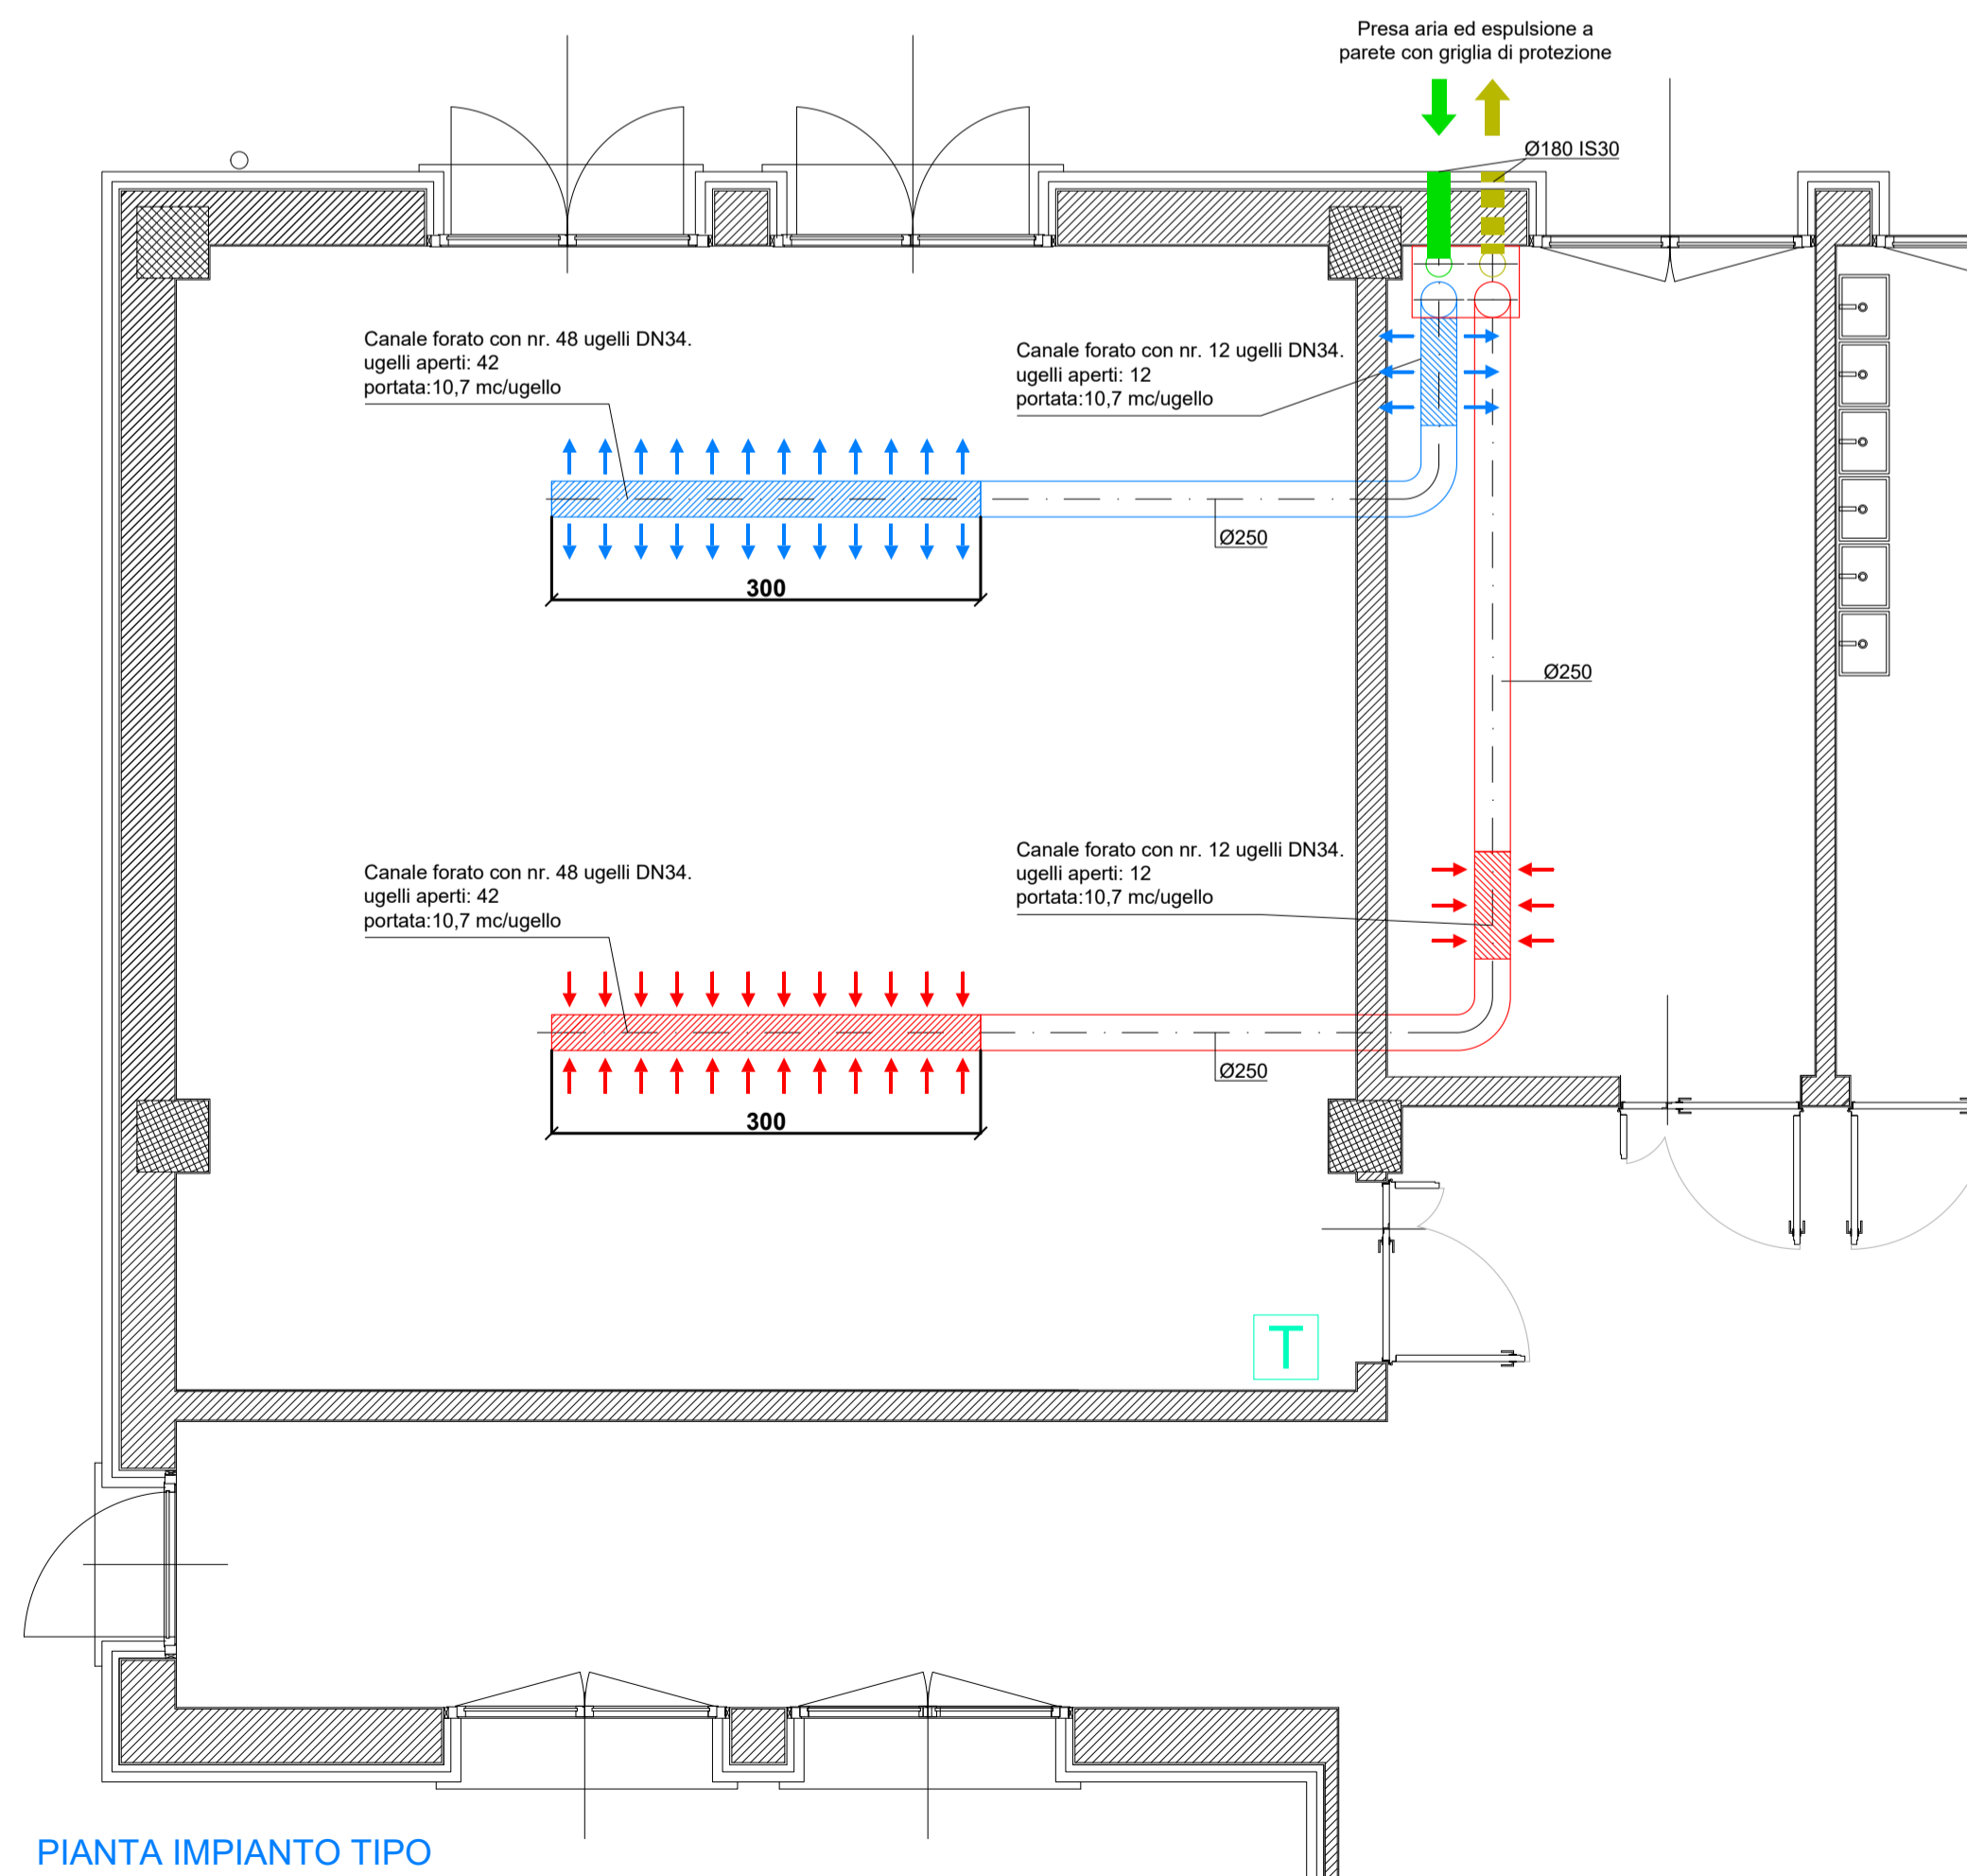 Presa aria ed espulsione a
parete con griglia di protezione
Ø180 IS30
Canale forato con nr. 48 ugelli DN34.
ugelli aperti: 42
portata:10,7 mc/ugello
Canale forato con nr. 12 ugelli DN34.
ugelli aperti: 12
portata:10,7 mc/ugello
Ø250
300
Ø250
Canale forato con nr. 48 ugelli DN34.
ugelli aperti: 42
portata:10,7 mc/ugello
Canale forato con nr. 12 ugelli DN34.
ugelli aperti: 12
portata:10,7 mc/ugello
Ø250
300
T
PIANTA IMPIANTO TIPO